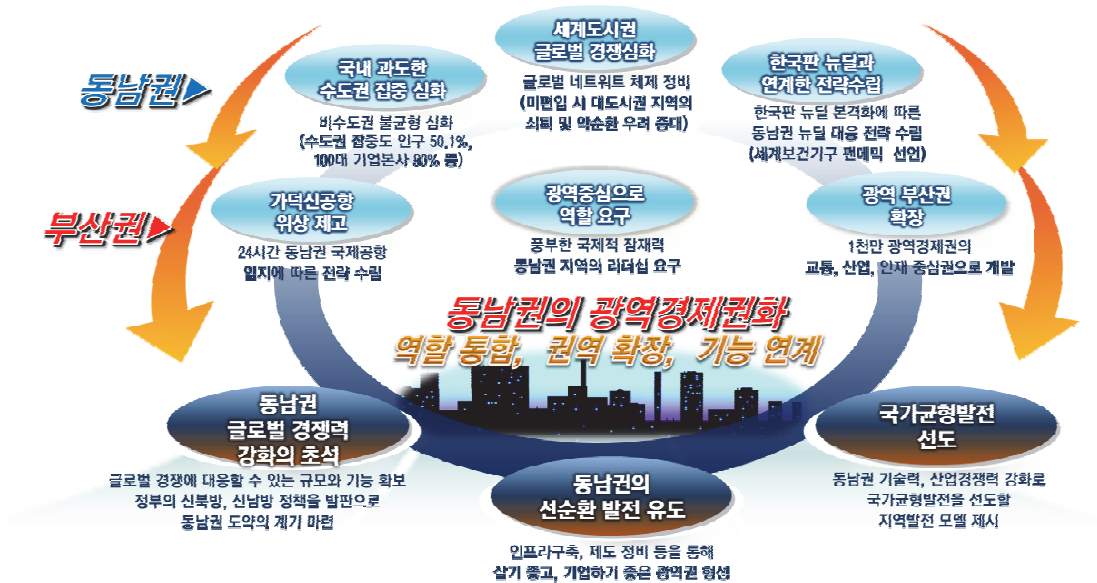 동남권
국내 과도한
수도권 집중 심화
비수도권 불균형 심화
(수도권 집중도 인구 50.1%,
100대 기업본사 90% 등)
세계도시권
글로벌 경쟁심화
글로벌 네트워트 체제 정비
(미편입 시 대도시권 지역의
쇠퇴 및 악순환 우려 증대)
한국판 뉴딜과
연계한 전략수립
한국판 뉴딜 본격화에 따른
동남권 뉴딜 대응 전략 수립
(세계보건기구 팬데믹 선언)
부산권
가덕신공항
위상 제고
24시간 동남권 국제공항
입지에 따른 전략 수립
광역중심으로
역할 요구
풍부한 국제적 잠재력
동남권 지역의 리더십 요구
광역 부산권
확장
1천만 광역경제권의
교통, 산업, 인재 중심권으로 개발
동남권의 광역경제권화
역할 통합, 권역 확장, 기능 연계
동남권
글로벌 경쟁력
강화의 초석
글로벌 경쟁에 대응할 수 있는 규모와 기능 확보
정부의 신북방, 신남방 정책을 발판으로
동남권 도약의 계기 마련
동남권의
선순환 발전 유도
인프라구축, 제도 정비 등을 통해
살기 좋고, 기업하기 좋은 광역권 형성
국가균형발전
선도
동남권 기술력, 산업경쟁력 강화로
국가균형발전을 선도할
지역발전 모델 제시